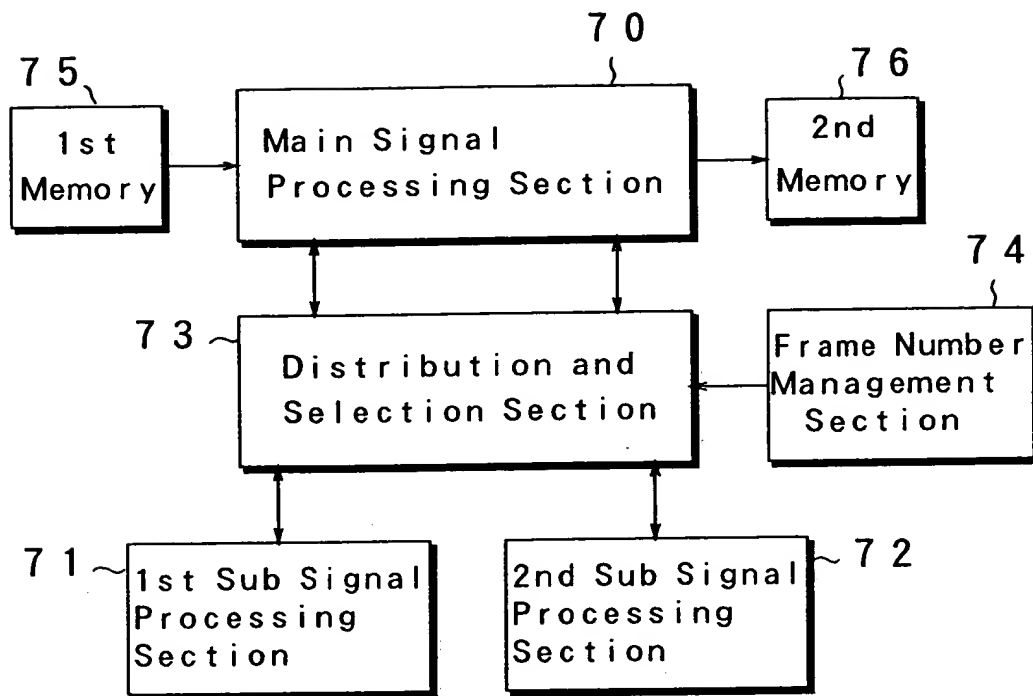 70
75
76
1st
Memory
Main Signal
Processing Section
2nd
Memory
74
73
Distribution and
Selection Section
Frame Number
Management
Section
71
1st Sub Signal
Processing
Section
2nd Sub Signal
Processing
Section
72